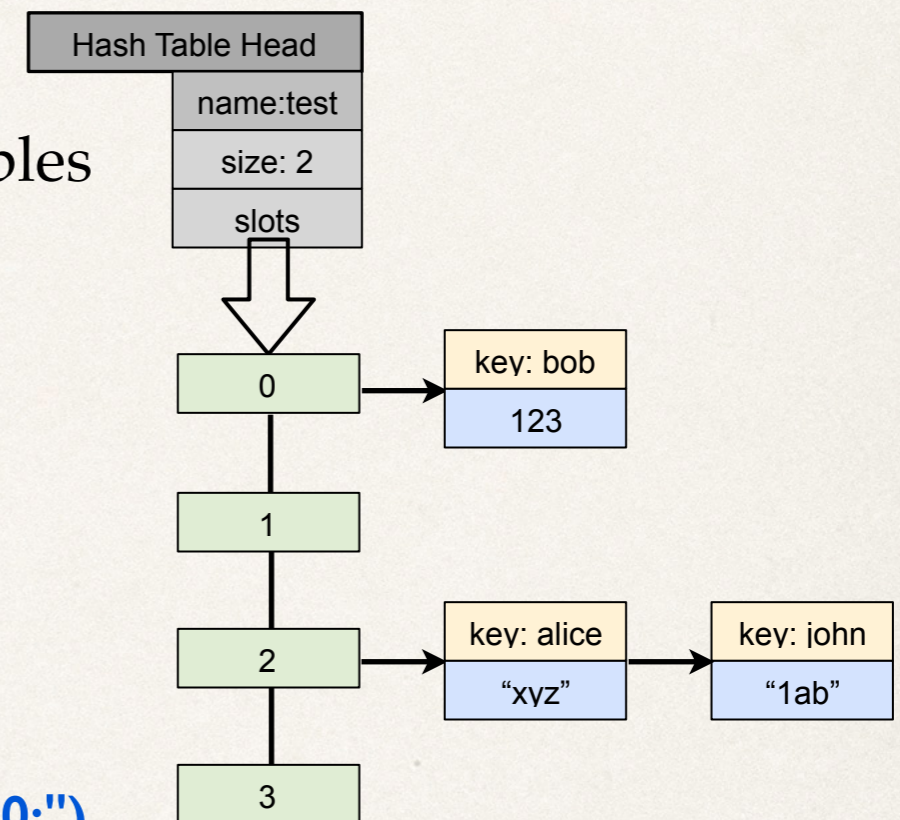 Hash Table Head
name:test
bles
size: 2
slots
0
key: bob
123
1
2
key: alice
key: john
“xyz”
“1ab”
3
0:")